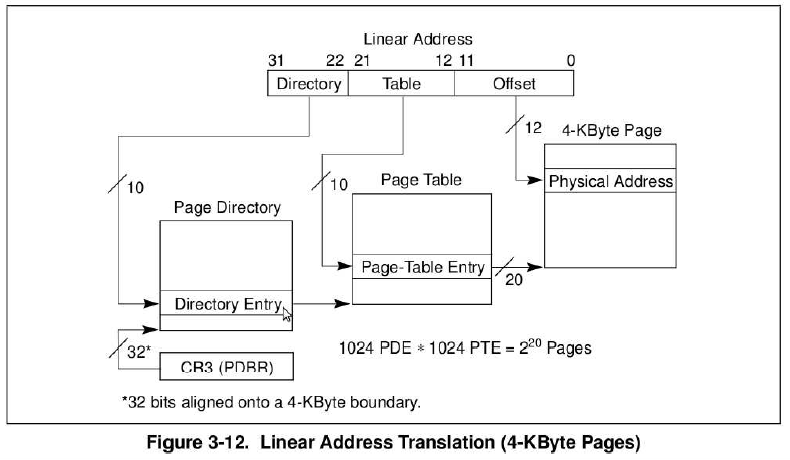 Linear Address
31 22 21 12 11 0
Directory Table Offset
12
4-KByte Page
10
10
Page Table
Physical Address
Page Directory
Page-Table Entry
20
Directory Entry
32*
CR3 (PDBR)
1024 PDE * 1024 PTE = 2²⁰ Pages
*32 bits aligned onto a 4-KByte boundary.
Figure 3-12. Linear Address Translation (4-KByte Pages)